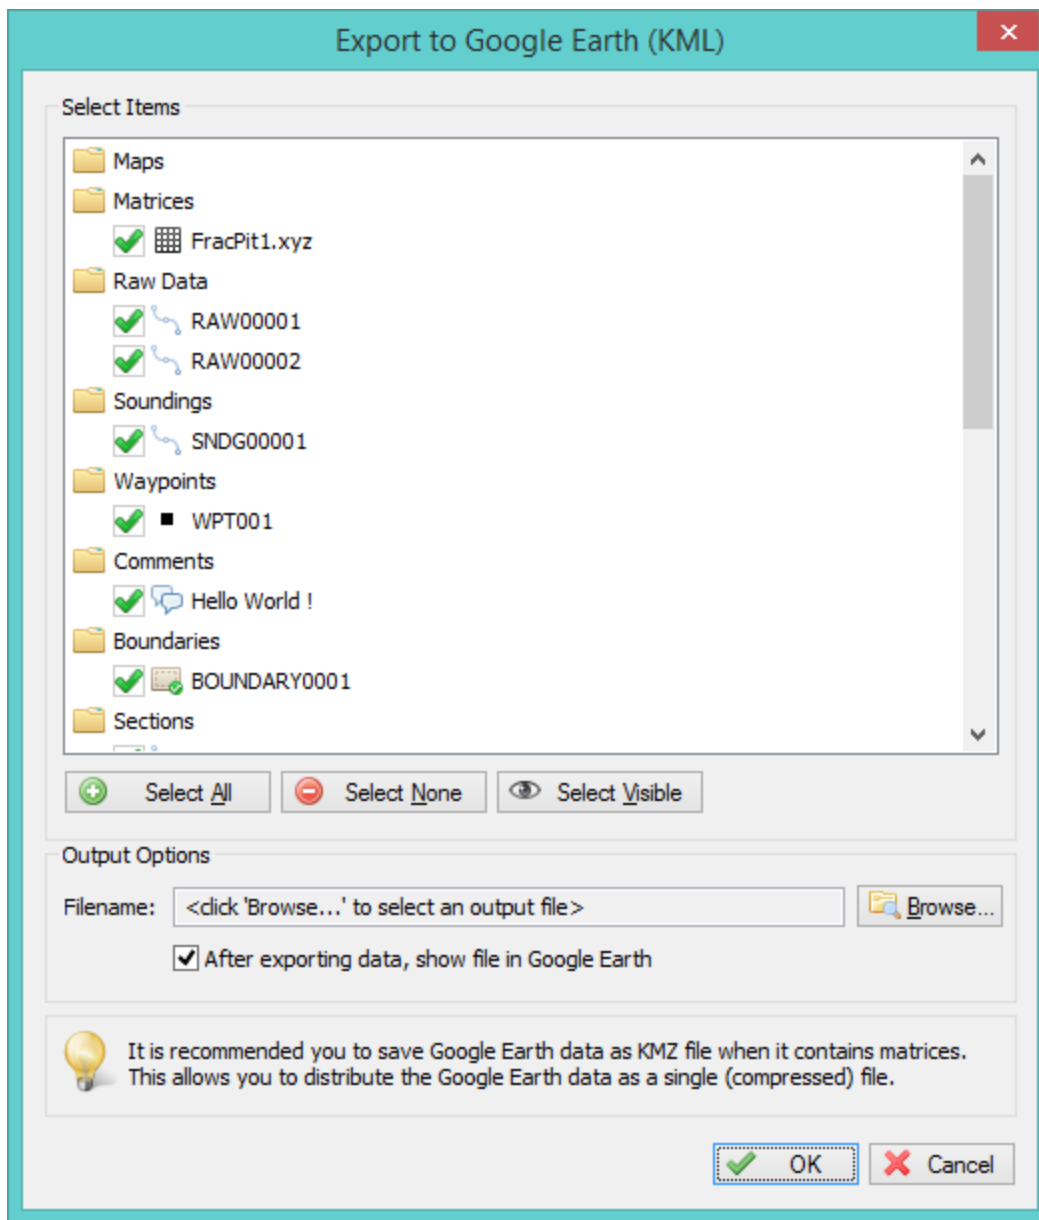 Export to Google Earth (KML)
Select Items
Maps
Matrices
FracPit1.xyz
Raw Data
RAW00001
RAW00002
Soundings
SNDG00001
Waypoints
WPT001
Comments
Hello World !
Boundaries
BOUNDARY0001
Sections
Select All
Select None
Select Visible
Output Options
Filename:
<click 'Browse...' to select an output file>
Browse...
After exporting data, show file in Google Earth
It is recommended you to save Google Earth data as KMZ file when it contains matrices.
This allows you to distribute the Google Earth data as a single (compressed) file.
OK
Cancel